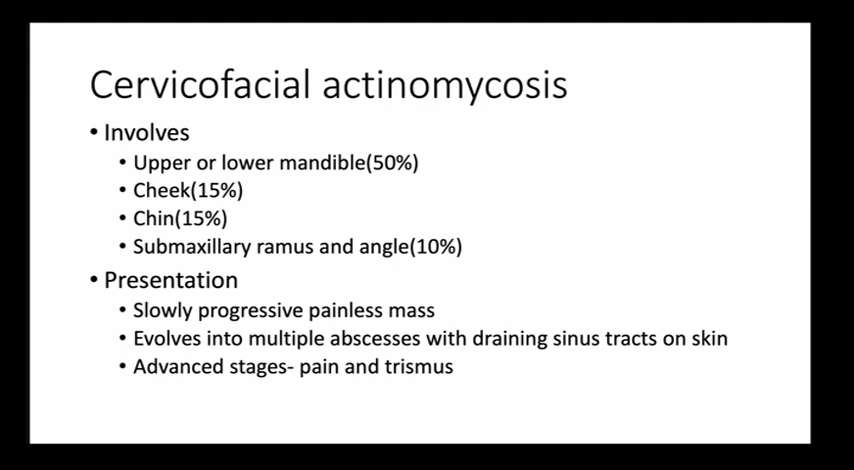 Cervicofacial actinomycosis
• Involves
• Upper or lower mandible(50%)
• Cheek(15%)
• Chin(15%)
• Submaxillary ramus and angle(10%)
• Presentation
• Slowly progressive painless mass
• Evolves into multiple abscesses with draining sinus tracts on skin
• Advanced stages- pain and trismus